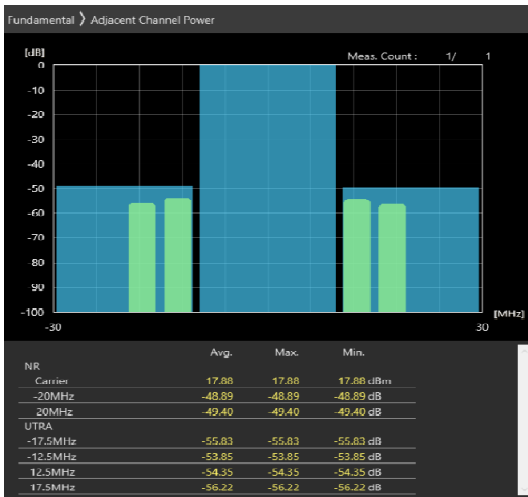 Fundamental ❯ Adjacent Channel Power
[dB]
Meas. Count : 1/ 1
0
-10
-20
-30
-40
-50
-60
-70
-80
90
-100
[MHz]
-30 30
Avg. Max. Min.
NR
Carrier 17.88 17.88 17.88 dBm
-20MHz -48.89 -48.89 -48.89 dB
20MHz -49.40 -49.40 -49.40 dB
UTRA
-17.5MHz -55.83 -55.83 -55.83 dB
-12.5MHz -53.85 -53.85 -53.85 dB
12.5MHz -54.35 -54.35 -54.35 dB
17.5MHz -56.22 -56.22 -56.22 dB